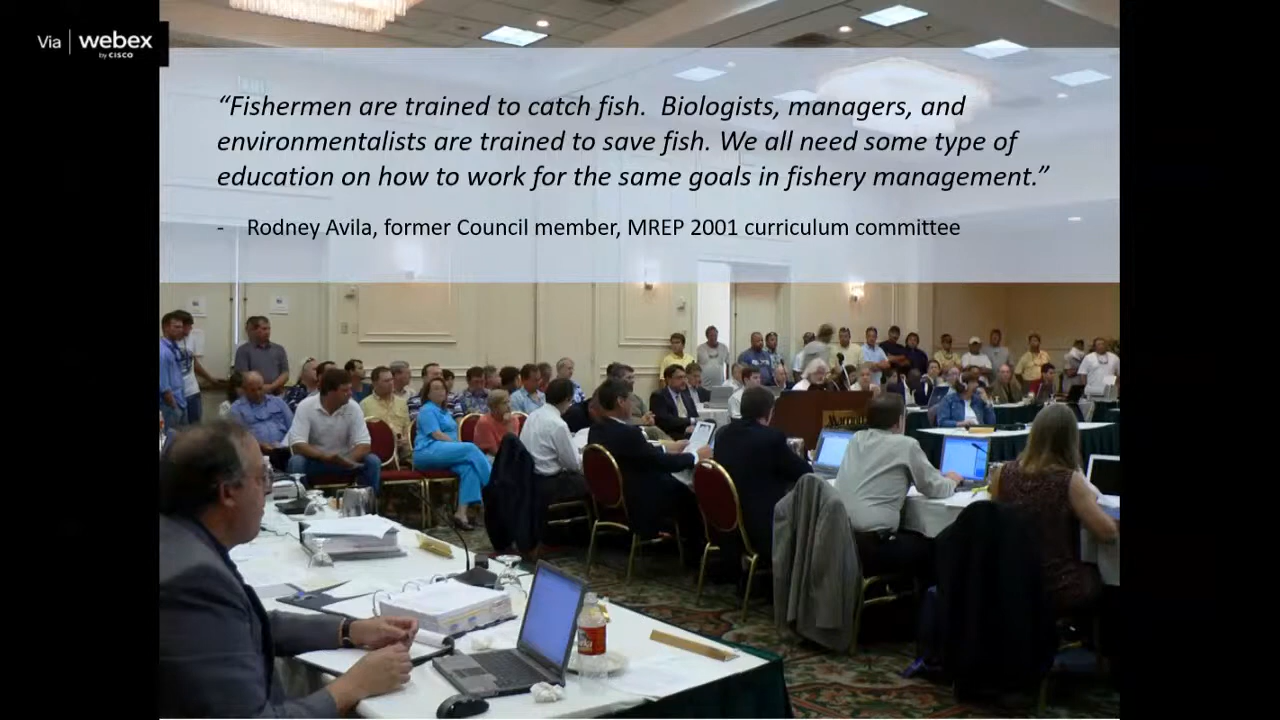 Via webex
by CISCO
“Fishermen are trained to catch fish.  Biologists, managers, and
environmentalists are trained to save fish. We all need some type of
education on how to work for the same goals in fishery management.”
- Rodney Avila, former Council member, MREP 2001 curriculum committee
Marriott